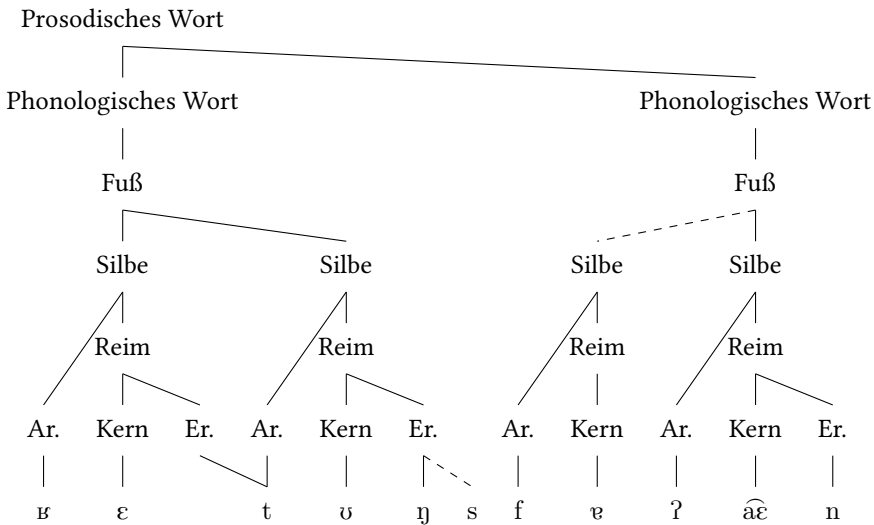 Prosodisches Wort
Phonologisches Wort Phonologisches Wort
Fuß Fuß
Silbe Silbe Silbe Silbe
Reim Reim Reim Reim
Ar. Kern Er. Ar. Kern Er. Ar. Kern Ar. Kern Er.
ʁ ɛ t ʊ ŋ s f ɐ ʔ a͡ɛ n